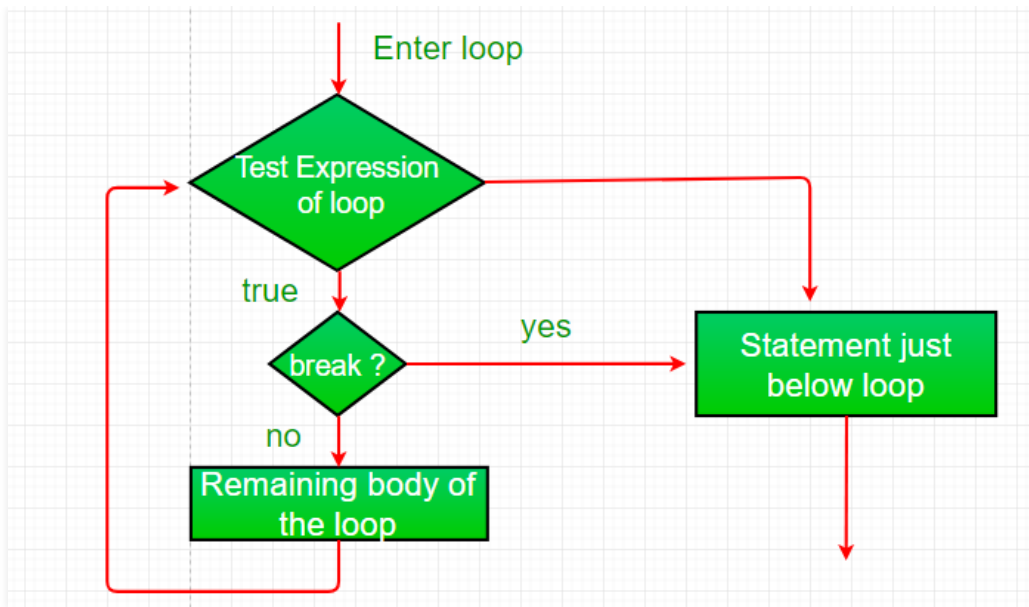 Enter loop
Test Expression
of loop
true
yes
break ?
Statement just
below loop
no
Remaining body of
the loop